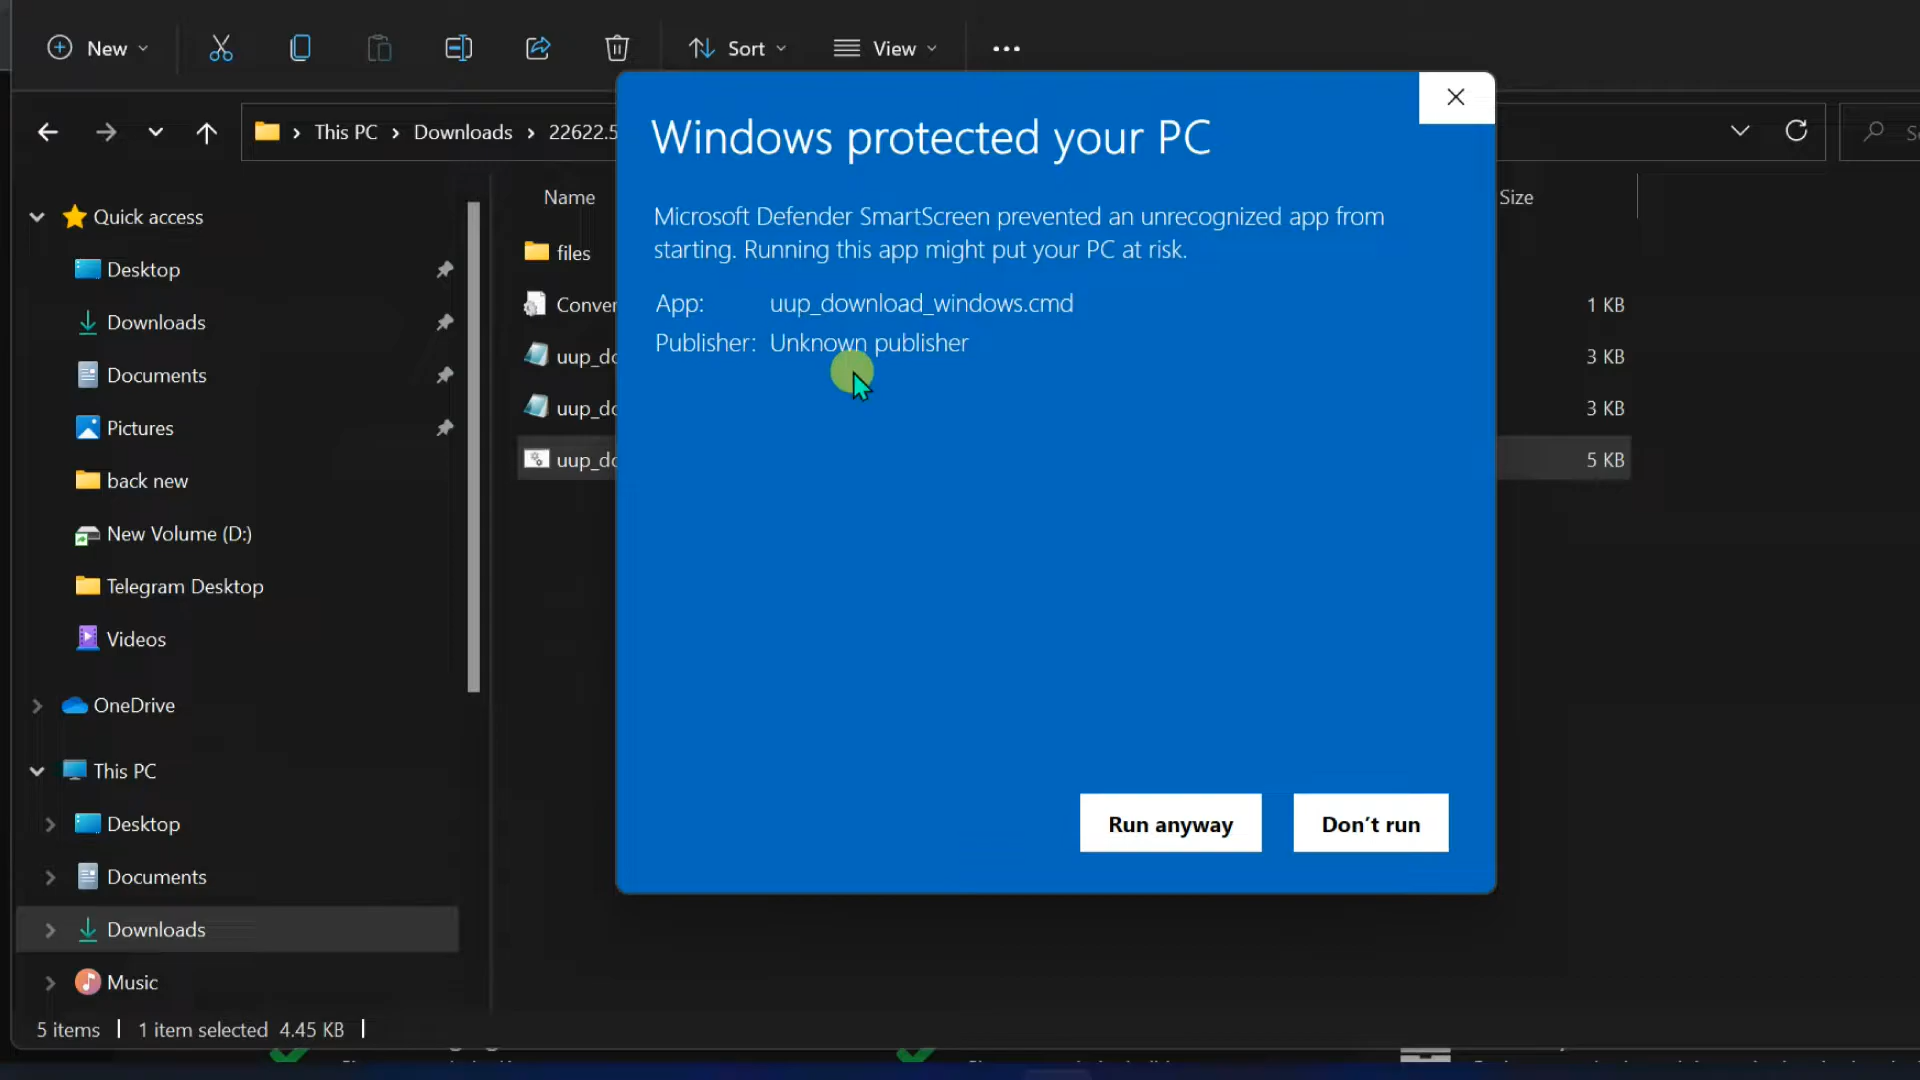 New
Sort
View
This PC > Downloads > 22622.5
Windows protected your PC
Microsoft Defender SmartScreen prevented an unrecognized app from
starting. Running this app might put your PC at risk.
App: uup_download_windows.cmd
Publisher: Unknown publisher
Run anyway
Don't run
Quick access
Desktop
Downloads
Documents
Pictures
back new
New Volume (D:)
Telegram Desktop
Videos
OneDrive
This PC
Desktop
Documents
Downloads
Music
Name
Size
files
Conver
1 KB
uup_do
3 KB
uup_do
3 KB
uup_do
5 KB
5 items
1 item selected 4.45 KB